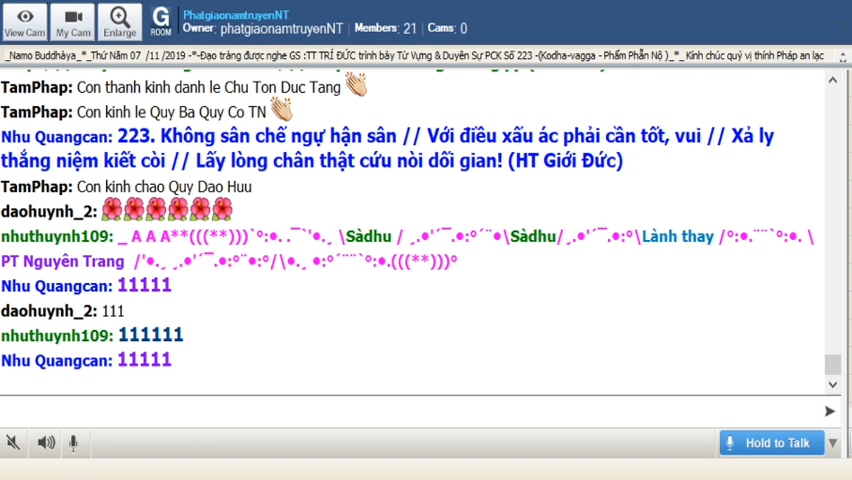 View Cam
My Cam
Enlarge
G
ROOM
PhatgiaonamtruyenNT
Owner: phatgiaonamtruyenNT | Members: 21 | Cams: 0
_Namo Buddhàya_*_Thứ Năm 07 /11 /2019 -*-Đạo tràng được nghe GS :TT TRÍ ĐỨC trình bày Từ Vựng & Duyên Sự PCK Số 223 -(Kodha-vagga - Phẩm Phẫn Nộ )_*_ Kính chúc quý vị thính Pháp an lạc
TamPhap: Con thanh kinh danh le Chu Ton Duc Tang
TamPhap: Con kinh le Quy Ba Quy Co TN
Nhu Quangcan: 223. Không sân chế ngự hận sân // Với điều xấu ác phải cần tốt, vui // Xả ly
thắng niệm kiết còi // Lấy lòng chân thật cứu nòi dối gian! (HT Giới Đức)
TamPhap: Con kinh chao Quy Dao Huu
daohuynh_2:
nhuthuynh109: _ A A A**(((**)))`°:•. .¯`'•.¸ \Sàdhu / ¸.•'´¯.•:°´¨•\Sàdhu/¸.•'´¯.•:°\Lành thay /°:•.¨¨`°:•. \
PT Nguyên Trang /'•.¸ ¸.•'´¯.•:°¨•:°/\•.¸ •:°´¨¨`°:•.(((**)))°
Nhu Quangcan: 11111
daohuynh_2: 111
nhuthuynh109: 111111
Nhu Quangcan: 11111
Hold to Talk